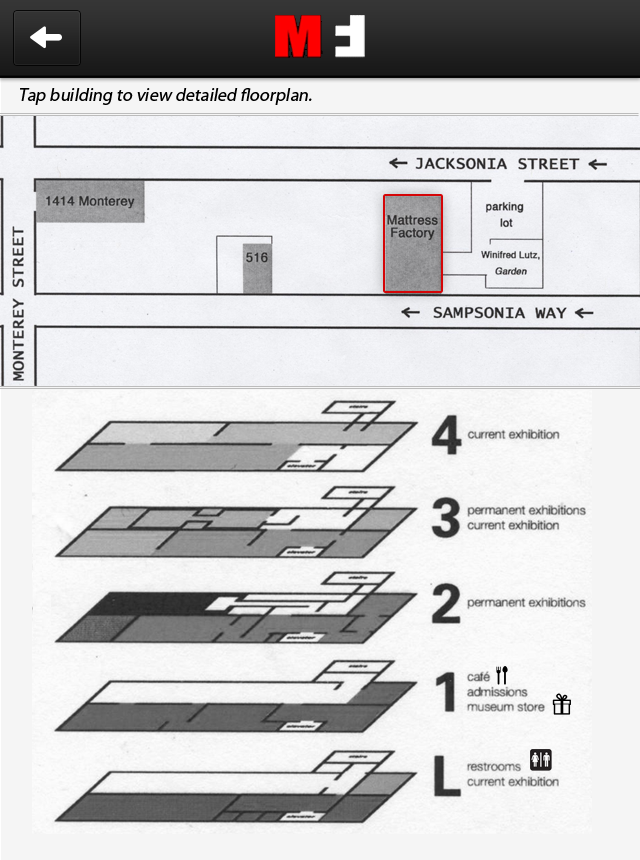 MF
Tap building to view detailed floorplan.
← JACKSONIA STREET ←
1414 Monterey
Mattress
Factory
parking
lot
516
Winifred Lutz,
Garden
MONTEREY STREET
← SAMPSONIA WAY ←
stairs
4 current exhibition
elevator
stairs
3 permanent exhibitions
current exhibition
elevator
stairs
2 permanent exhibitions
elevator
stairs
1 café
admissions
museum store
elevator
stairs
L restrooms
current exhibition
elevator